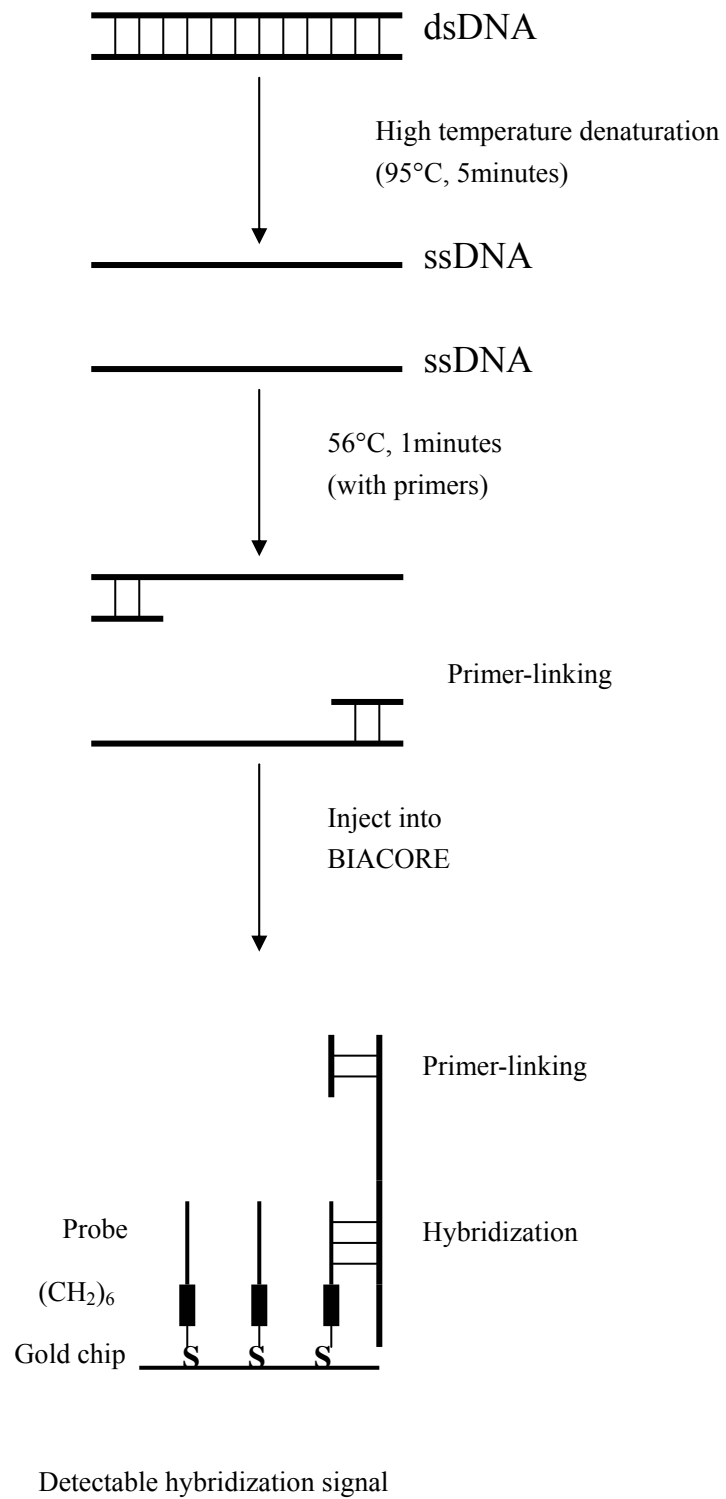 dsDNA
High temperature denaturation
(95°C, 5minutes)
ssDNA
ssDNA
56°C, 1minutes
(with primers)
Primer-linking
Inject into
BIACORE
Primer-linking
Probe
Hybridization
(CH₂)₆
Gold chip
S S S
Detectable hybridization signal